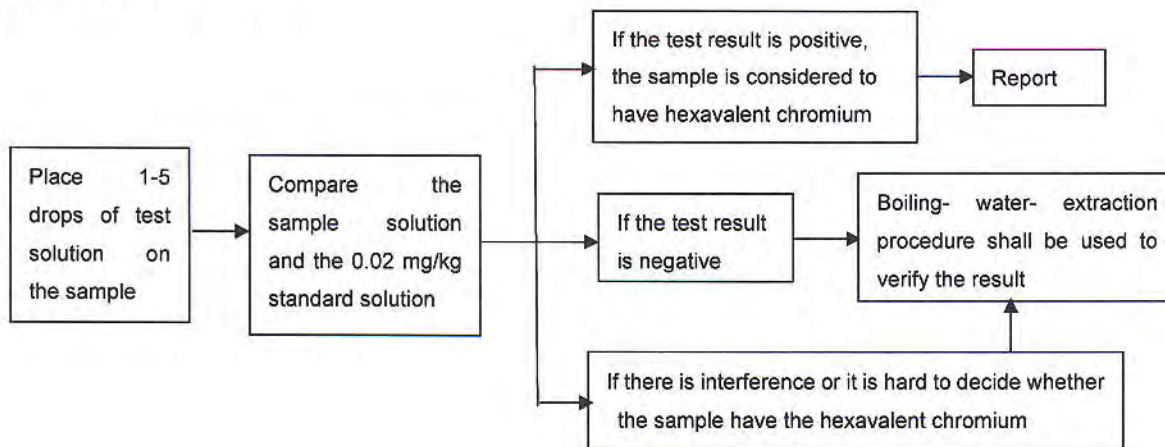 Place 1-5
drops of test
solution on
the sample
Compare the
sample solution
and the 0.02 mg/kg
standard solution
If the test result is positive,
the sample is considered to
have hexavalent chromium
Report
If the test result
is negative
Boiling- water- extraction
procedure shall be used to
verify the result
If there is interference or it is hard to decide whether
the sample have the hexavalent chromium